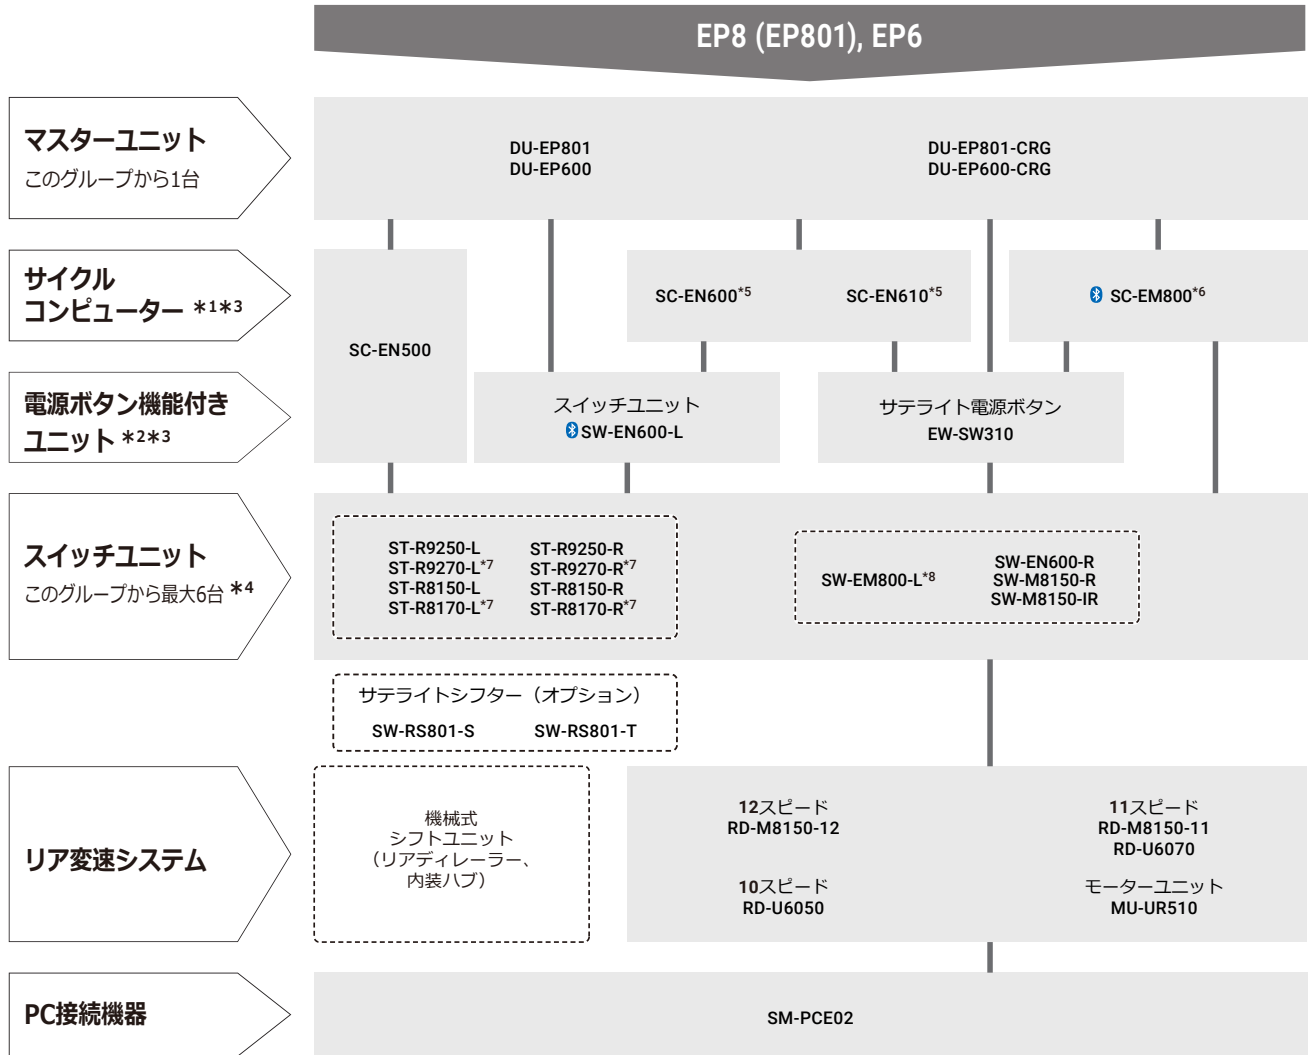 EP8 (EP801), EP6
マスターユニット
このグループから1台
DU-EP801
DU-EP600
DU-EP801-CRG
DU-EP600-CRG
サイクル
コンピューター *1*3
SC-EN500
SC-EN600*5
SC-EN610*5
SC-EM800*6
電源ボタン機能付き
ユニット *2*3
スイッチユニット
SW-EN600-L
サテライト電源ボタン
EW-SW310
スイッチユニット
このグループから最大6台 *4
ST-R9250-L
ST-R9270-L*7
ST-R8150-L
ST-R8170-L*7
ST-R9250-R
ST-R9270-R*7
ST-R8150-R
ST-R8170-R*7
SW-EM800-L*8
SW-EN600-R
SW-M8150-R
SW-M8150-IR
サテライトシフター（オプション）
SW-RS801-S
SW-RS801-T
リア変速システム
機械式
シフトユニット
（リアディレーラー、
内装ハブ）
12スピード
RD-M8150-12
11スピード
RD-M8150-11
RD-U6070
10スピード
RD-U6050
モーターユニット
MU-UR510
PC接続機器
SM-PCE02